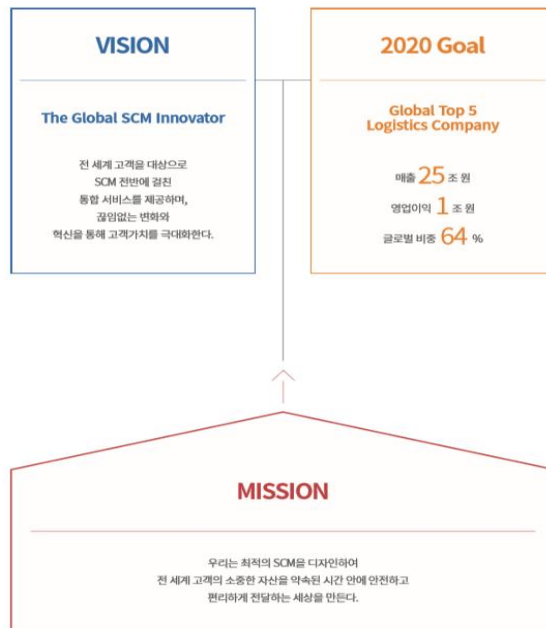 VISION
The Global SCM Innovator
전 세계 고객을 대상으로
SCM 전반에 걸친
통합 서비스를 제공하며,
끊임없는 변화와
혁신을 통해 고객가치를 극대화한다.
2020 Goal
Global Top 5
Logistics Company
매출 25 조 원
영업이익 1 조 원
글로벌 비중 64 %
MISSION
우리는 최적의 SCM을 디자인하여
전 세계 고객의 소중한 자산을 약속된 시간 안에 안전하고
편리하게 전달하는 세상을 만든다.